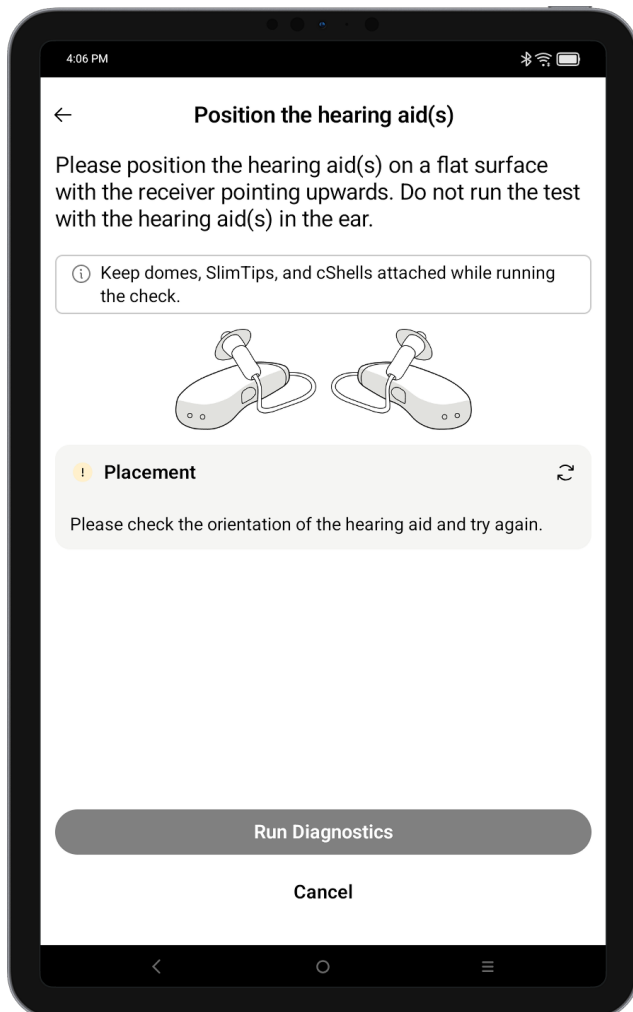 4:06 PM
Position the hearing aid(s)
Please position the hearing aid(s) on a flat surface
with the receiver pointing upwards. Do not run the test
with the hearing aid(s) in the ear.
Keep domes, SlimTips, and cShells attached while running
the check.
Placement
Please check the orientation of the hearing aid and try again.
Run Diagnostics
Cancel